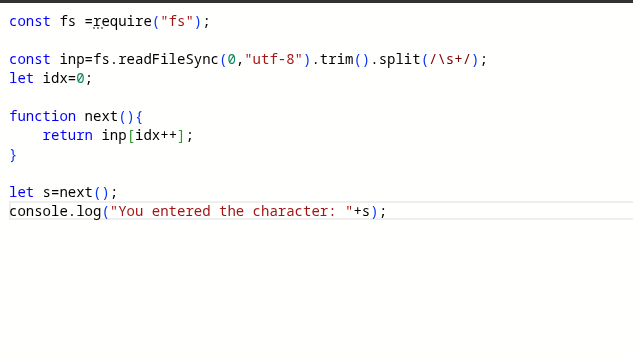 const fs =require("fs");
const inp=fs.readFileSync(0,"utf-8").trim().split(/\s+/);
let idx=0;
function next(){
    return inp[idx++];
}
let s=next();
console.log("You entered the character: "+s);